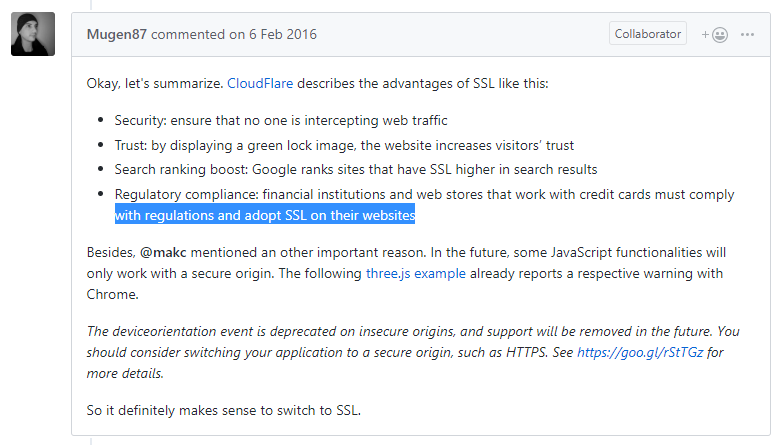 Mugen87 commented on 6 Feb 2016
Collaborator
Okay, let's summarize. CloudFlare describes the advantages of SSL like this:
• Security: ensure that no one is intercepting web traffic
• Trust: by displaying a green lock image, the website increases visitors’ trust
• Search ranking boost: Google ranks sites that have SSL higher in search results
• Regulatory compliance: financial institutions and web stores that work with credit cards must comply
with regulations and adopt SSL on their websites
Besides, @makc mentioned an other important reason. In the future, some JavaScript functionalities will
only work with a secure origin. The following three.js example already reports a respective warning with
Chrome.
The deviceorientation event is deprecated on insecure origins, and support will be removed in the future. You
should consider switching your application to a secure origin, such as HTTPS. See https://goo.gl/rStTGz for
more details.
So it definitely makes sense to switch to SSL.